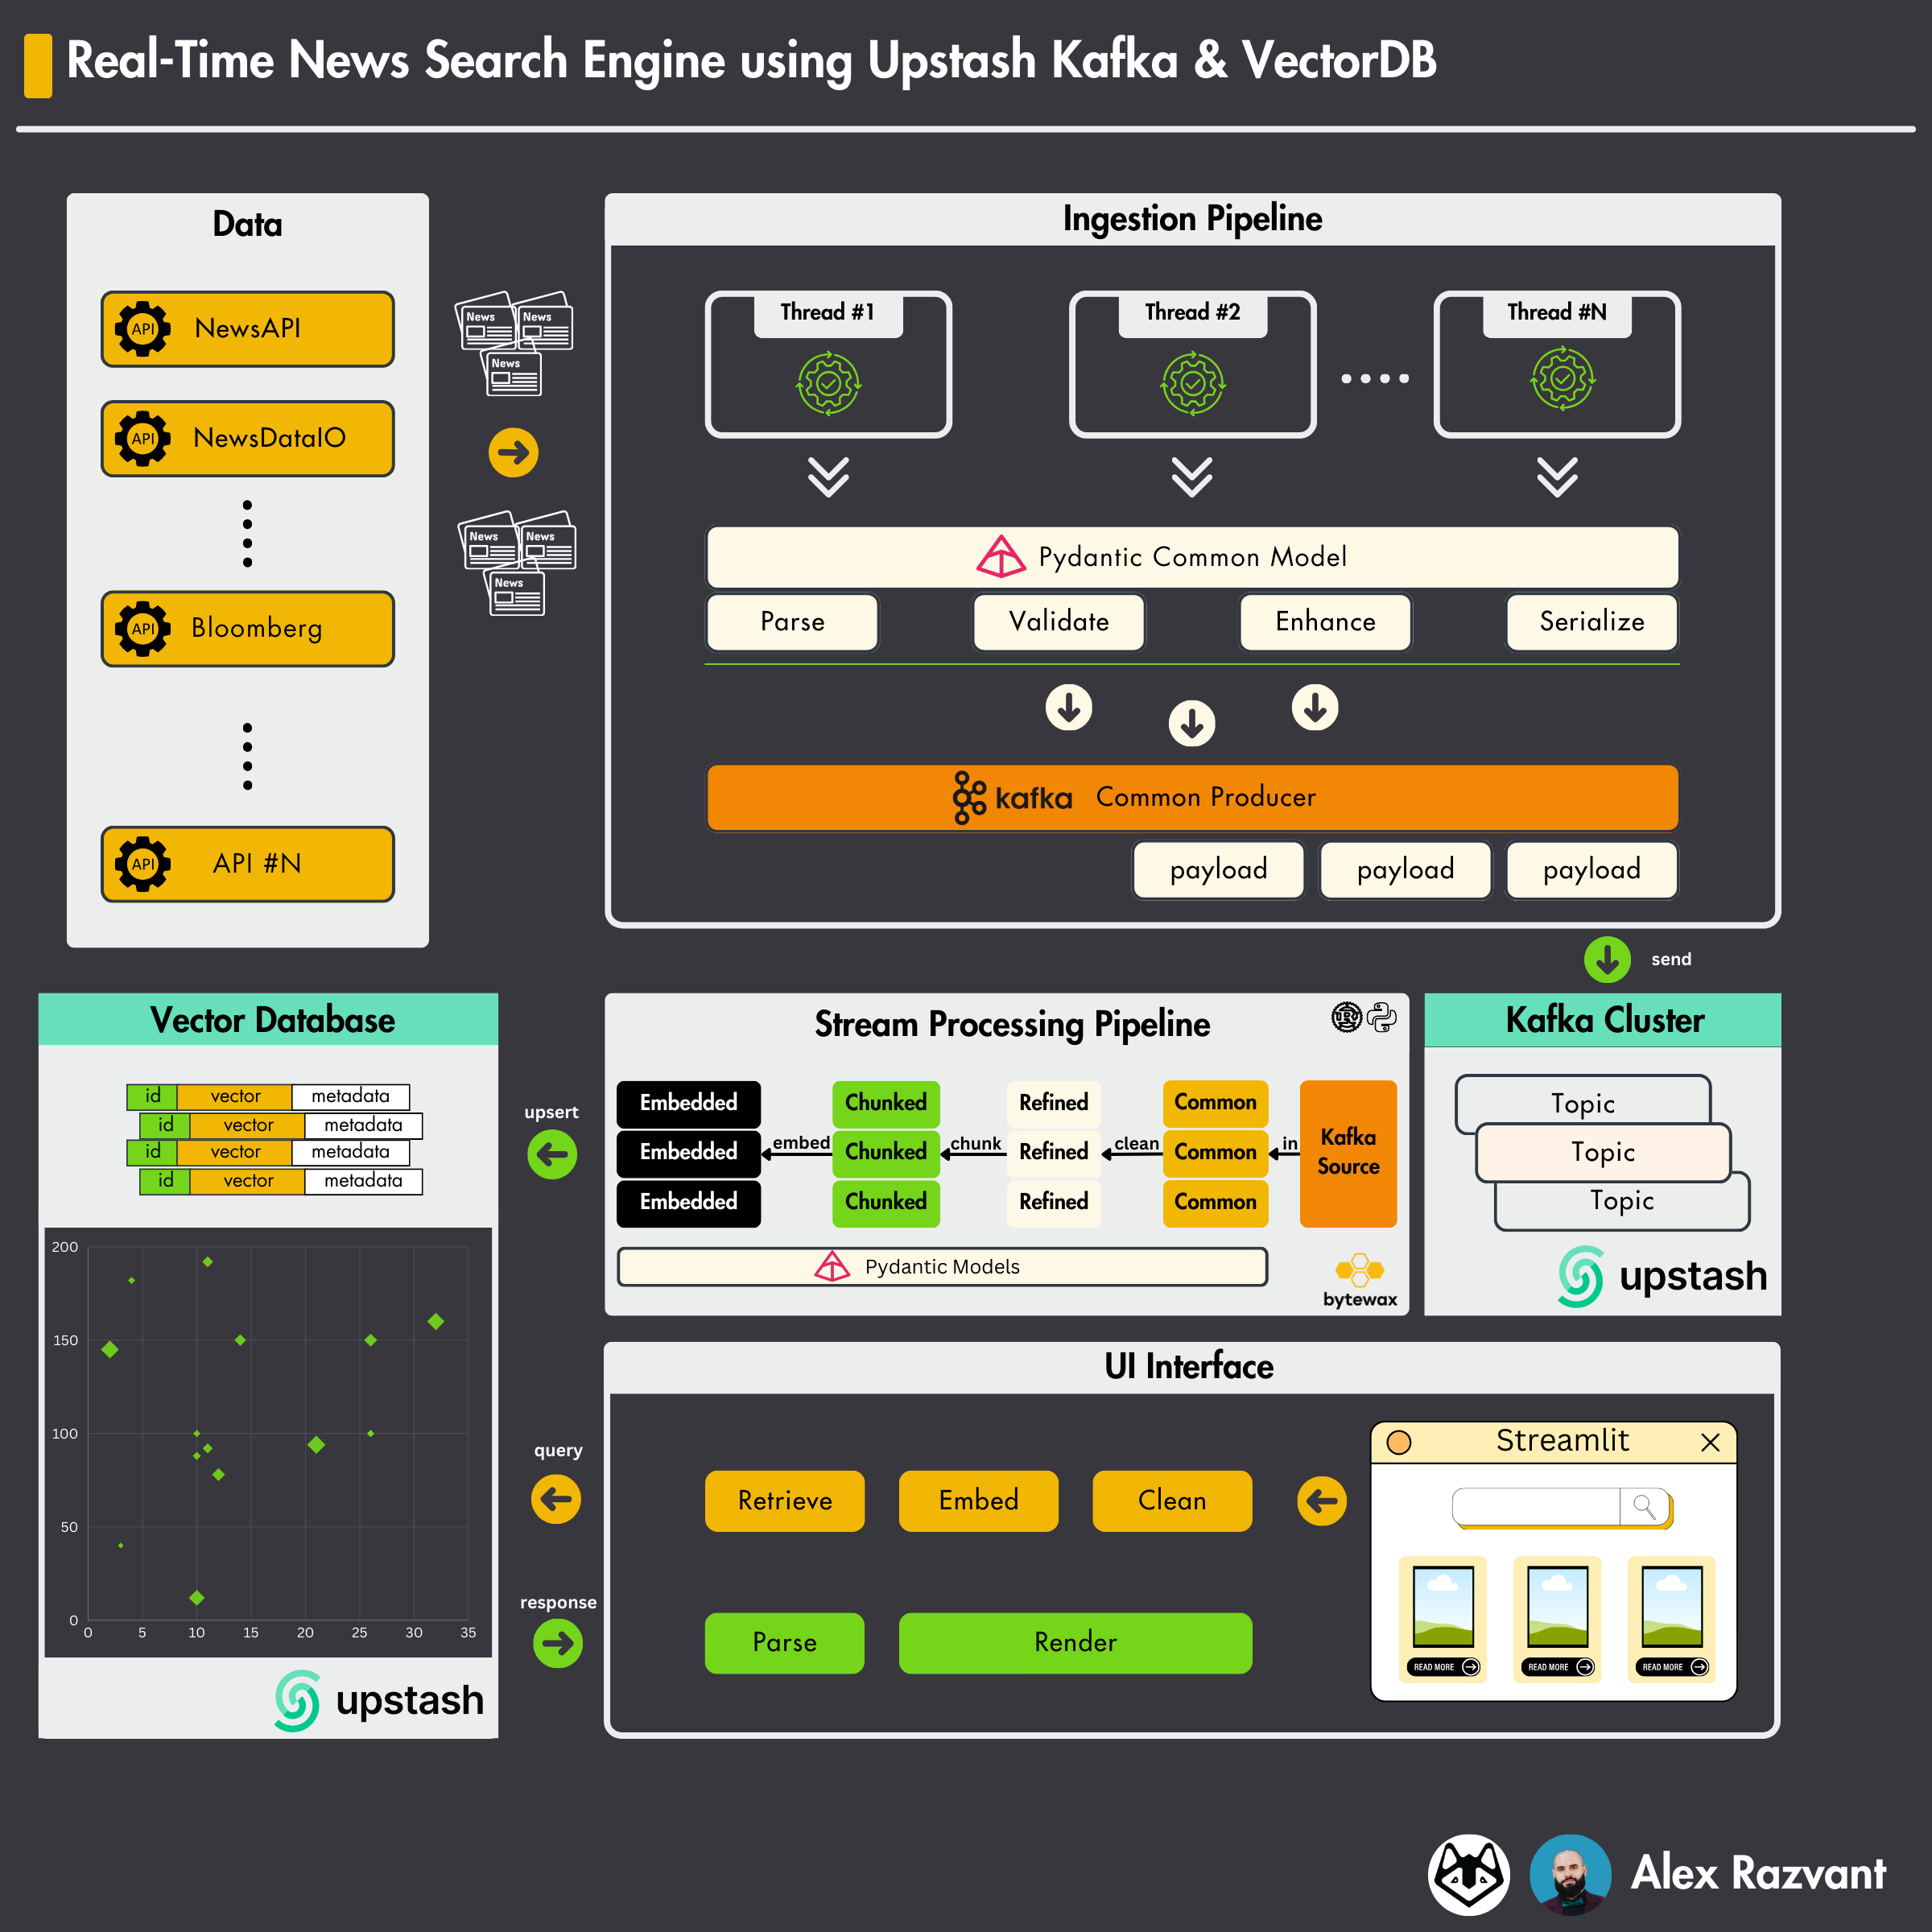 Real-Time News Search Engine using Upstash Kafka & VectorDB
Data
API NewsAPI
API NewsDataIO
API Bloomberg
API API #N
News News
News
News News
News
Ingestion Pipeline
Thread #1 Thread #2 Thread #N
Pydantic Common Model
Parse Validate Enhance Serialize
kafka Common Producer
payload payload payload
send
Vector Database
id vector metadata
id vector metadata
id vector metadata
id vector metadata
200
150
100
50
0
0 5 10 15 20 25 30 35
upstash
upsert
Stream Processing Pipeline
Embedded Chunked Refined Common
Embedded embed Chunked chunk Refined clean Common in
Embedded Chunked Refined Common
Kafka
Source
Pydantic Models
bytewax
Kafka Cluster
Topic
Topic
Topic
upstash
UI Interface
query
Retrieve Embed Clean
response
Parse Render
Streamlit
READ MORE READ MORE READ MORE
Alex Razvant